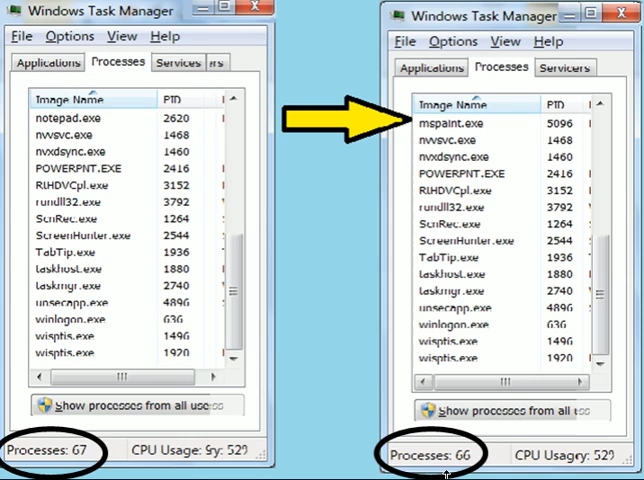 Windows Task Manager
File Options View Help
Applications Processes Services
Image Name PID
notepad.exe 2620
nvvsvc.exe 1468
nvxdsync.exe 1460
POWERPNT.EXE 2416
RtHDVCpl.exe 3152
rundll32.exe 3792
ScnRec.exe 1264
ScreenHunter.exe 2544
TabTip.exe 1936
taskhost.exe 1880
taskmgr.exe 2740
unsecapp.exe 4896
winlogon.exe 636
wisptis.exe 1496
wisptis.exe 1920
Show processes from all
Processes: 67 CPU Usage: 52%
Windows Task Manager
File Options View Help
Applications Processes Servicers
Image Name PID
mspaint.exe 5096
nvvsvc.exe 1468
nvxdsync.exe 1460
POWERPNT.EXE 2416
RtHDVCpl.exe 3152
rundll32.exe 3792
ScnRec.exe 1264
ScreenHunter.exe 2544
TabTip.exe 1936
taskhost.exe 1880
taskmgr.exe 2740
unsecapp.exe 4896
winlogon.exe 636
wisptis.exe 1496
wisptis.exe 1920
Show processes from all
Processes: 66 CPU 52%